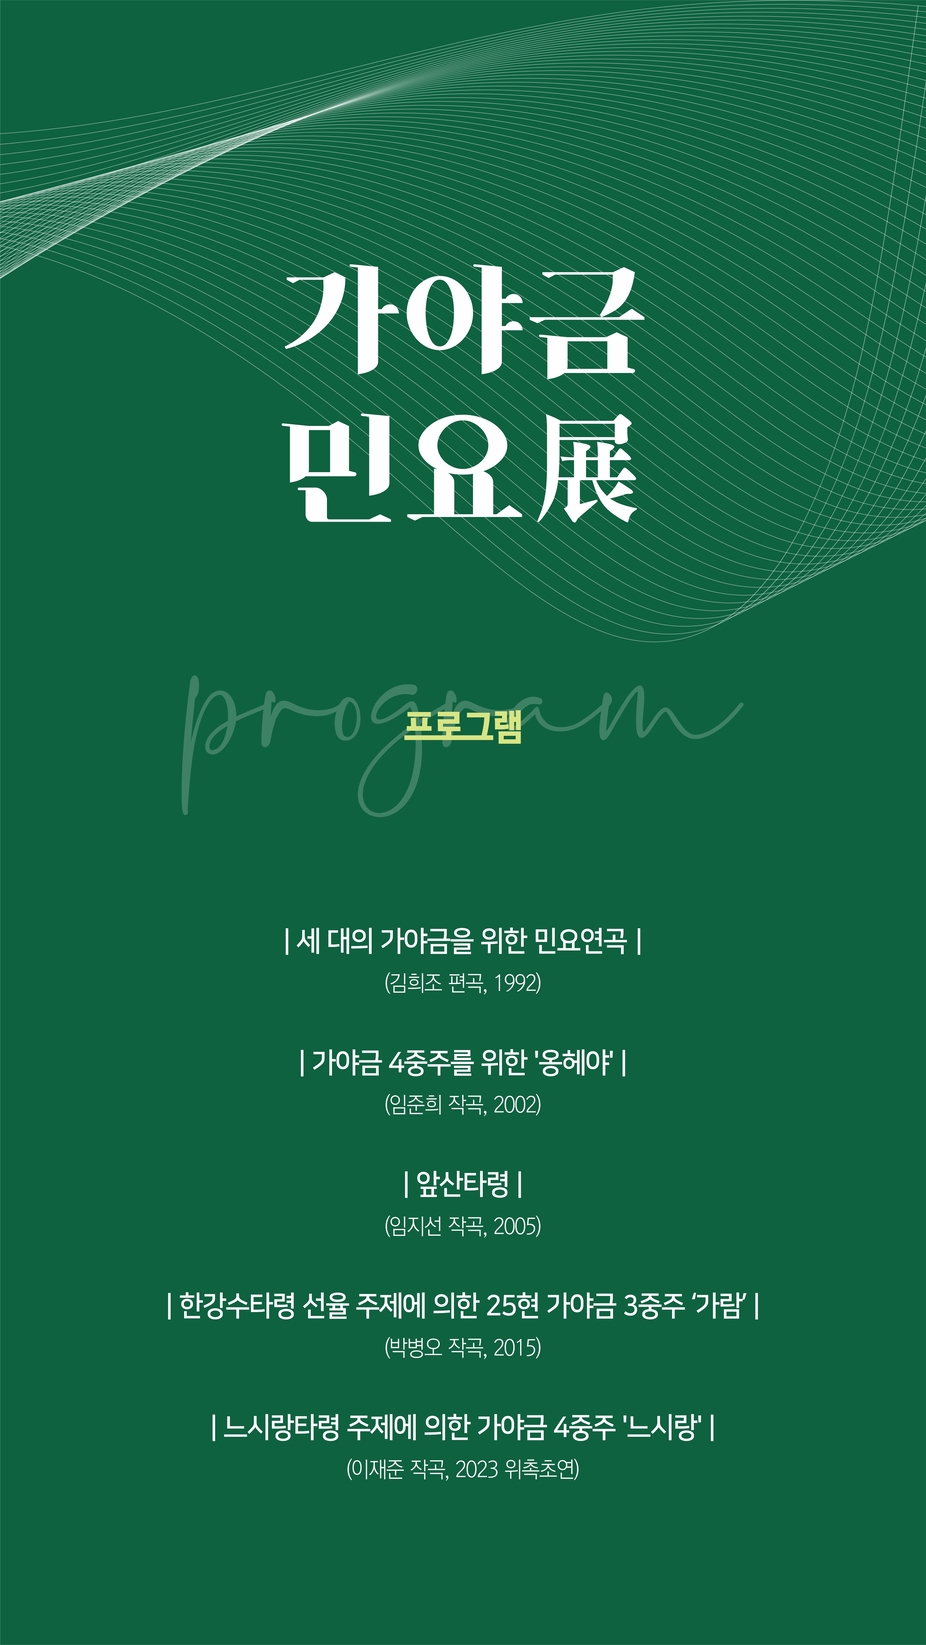 가야금
민요展
program
프로그램
| 세 대의 가야금을 위한 민요연곡 |
(김희조 편곡, 1992)
| 가야금 4중주를 위한 '옹헤야' |
(임준희 작곡, 2002)
| 앞산타령 |
(임지선 작곡, 2005)
| 한강수타령 선율 주제에 의한 25현 가야금 3중주 ‘가람’ |
(박병오 작곡, 2015)
| 느시랑타령 주제에 의한 가야금 4중주 '느시랑' |
(이재준 작곡, 2023 위촉초연)